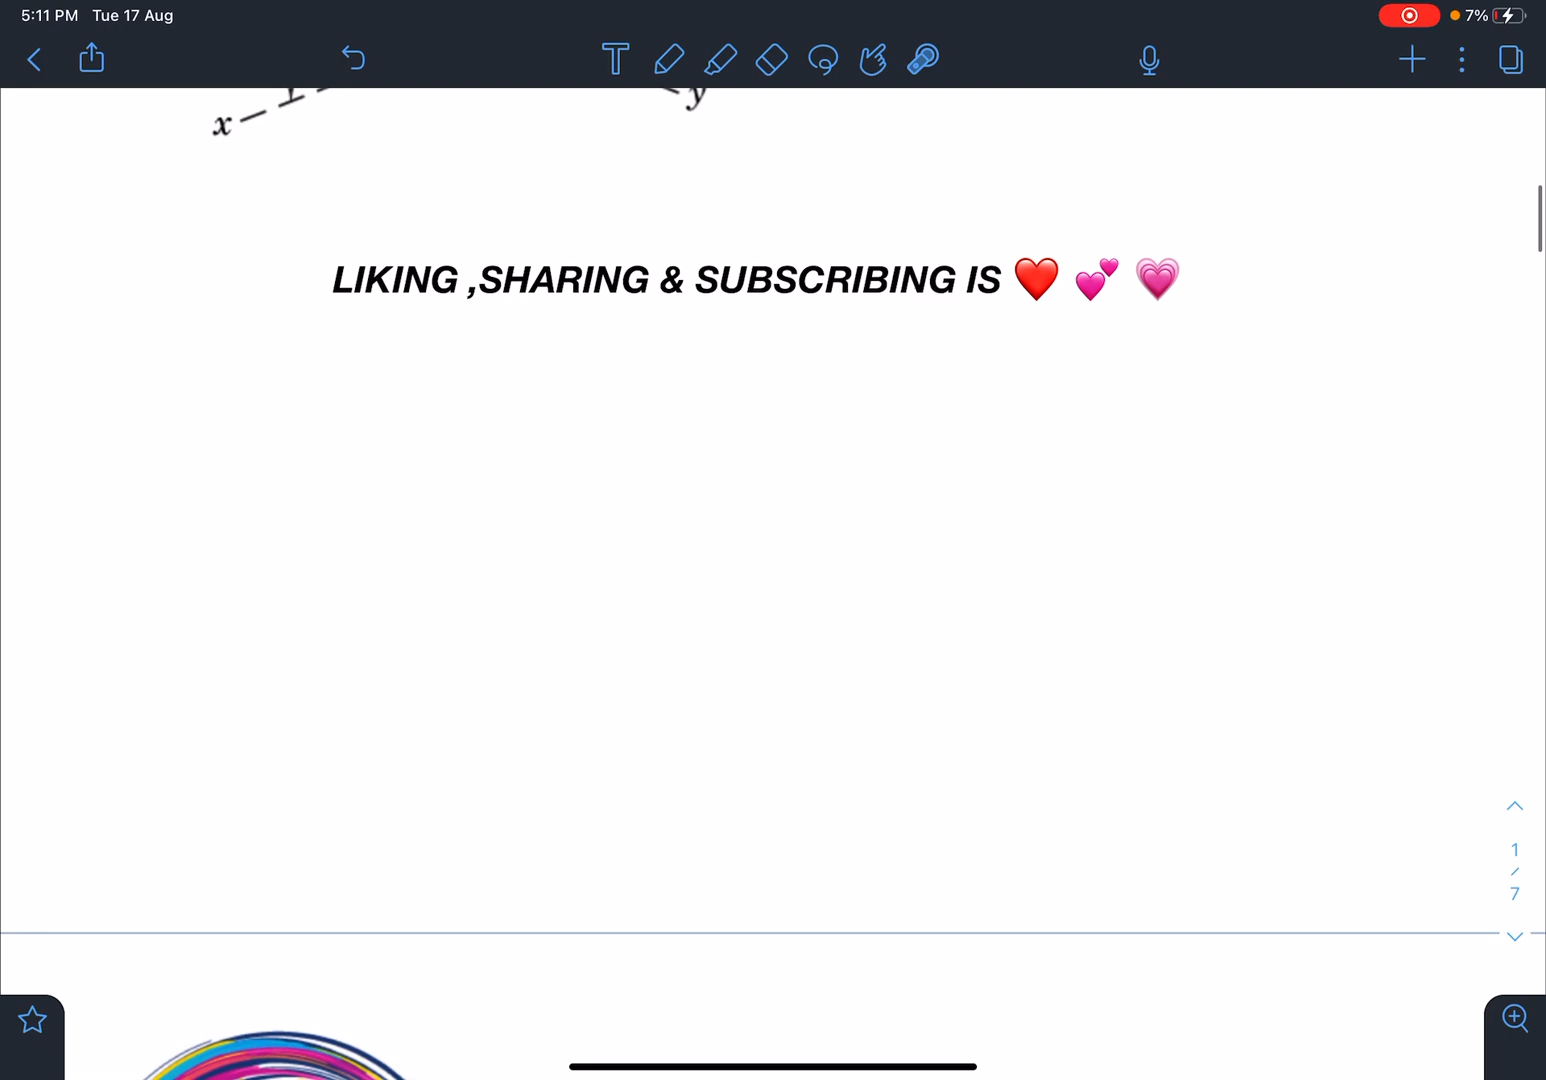 5:11 PM Tue 17 Aug
7%
x
y
LIKING ,SHARING & SUBSCRIBING IS ❤️ 💕 💗
1
/
7